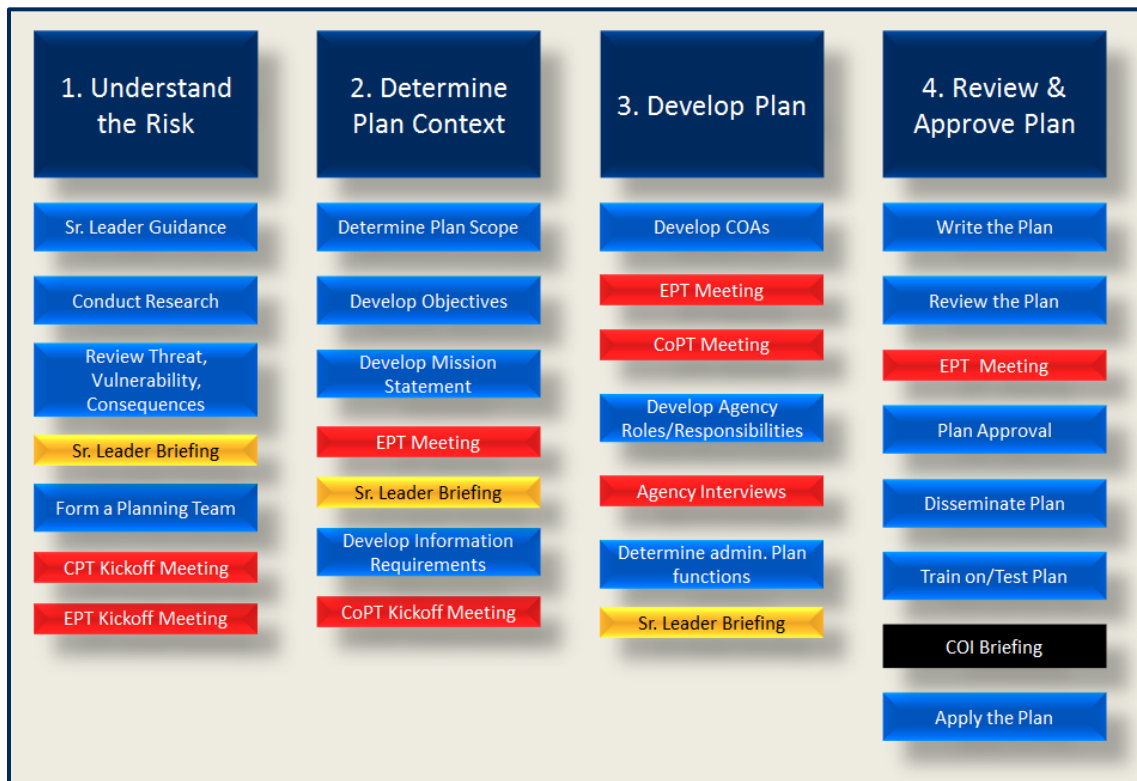 1. Understand
the Risk
Sr. Leader Guidance
Conduct Research
Review Threat,
Vulnerability,
Consequences
Sr. Leader Briefing
Form a Planning Team
CPT Kickoff Meeting
EPT Kickoff Meeting
2. Determine
Plan Context
Determine Plan Scope
Develop Objectives
Develop Mission
Statement
EPT Meeting
Sr. Leader Briefing
Develop Information
Requirements
CoPT Kickoff Meeting
3. Develop Plan
Develop COAs
EPT Meeting
CoPT Meeting
Develop Agency
Roles/Responsibilities
Agency Interviews
Determine admin. Plan
functions
Sr. Leader Briefing
4. Review &
Approve Plan
Write the Plan
Review the Plan
EPT Meeting
Plan Approval
Disseminate Plan
Train on/Test Plan
COI Briefing
Apply the Plan